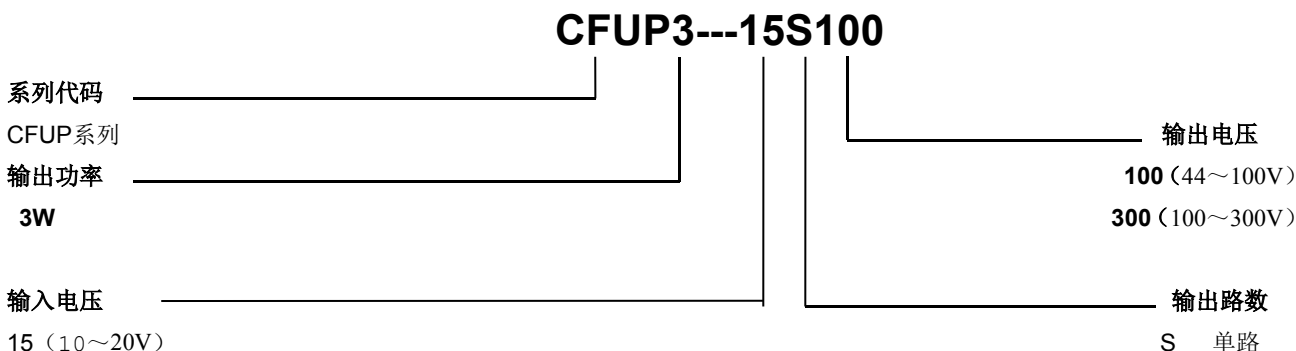 CFUP3---15S100
系列代码
CFUP系列
输出功率
3W
输入电压
15（10～20V）
输出电压
100（44～100V）
300（100～300V）
输出路数
S 单路